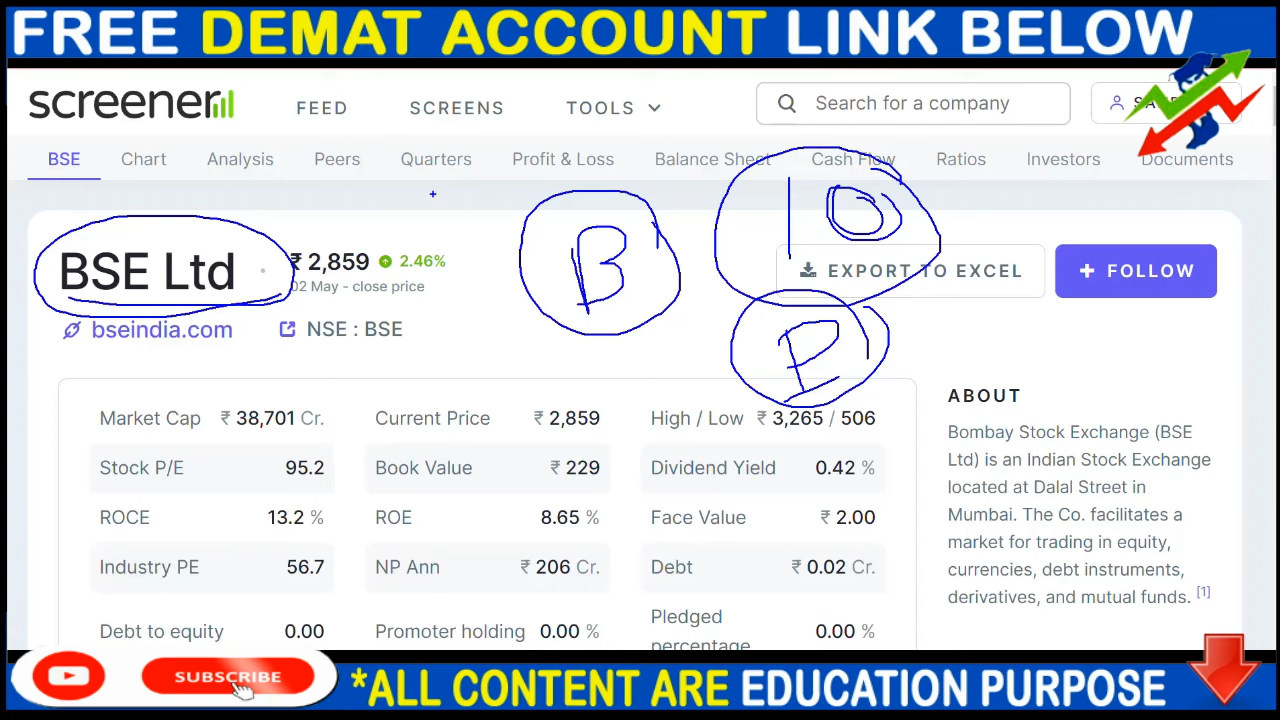 FREE DEMAT ACCOUNT LINK BELOW
screener FEED SCREENS TOOLS Search for a company
BSE Chart Analysis Peers Quarters Profit & Loss Balance Sheet Cash Flow Ratios Investors Documents
B 10
BSE Ltd ₹ 2,859 2.46%
02 May - close price
EXPORT TO EXCEL + FOLLOW
bseindia.com NSE : BSE
P
Market Cap ₹ 38,701 Cr. Current Price ₹ 2,859 High / Low ₹ 3,265 / 506
Stock P/E 95.2 Book Value ₹ 229 Dividend Yield 0.42 %
ROCE 13.2 % ROE 8.65 % Face Value ₹ 2.00
Industry PE 56.7 NP Ann ₹ 206 Cr. Debt ₹ 0.02 Cr.
Debt to equity 0.00 Promoter holding 0.00 % Pledged percentage 0.00 %
ABOUT
Bombay Stock Exchange (BSE
Ltd) is an Indian Stock Exchange
located at Dalal Street in
Mumbai. The Co. facilitates a
market for trading in equity,
currencies, debt instruments,
derivatives, and mutual funds. [1]
SUBSCRIBE
*ALL CONTENT ARE EDUCATION PURPOSE